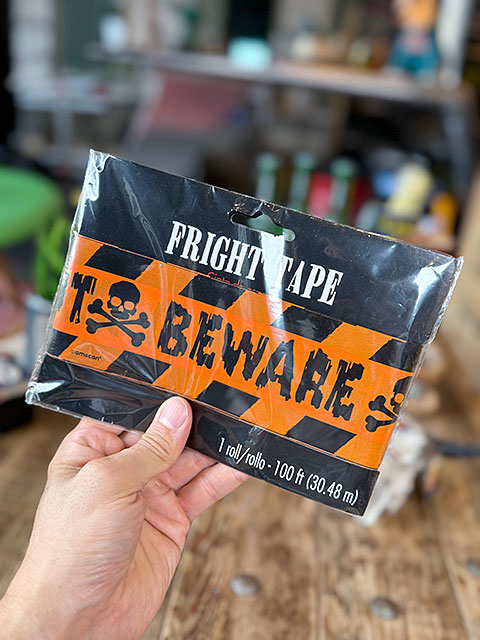 FRIGHT TAPE
T BEWARE
amscan
1 roll/rollo - 100 ft (30.48 m)